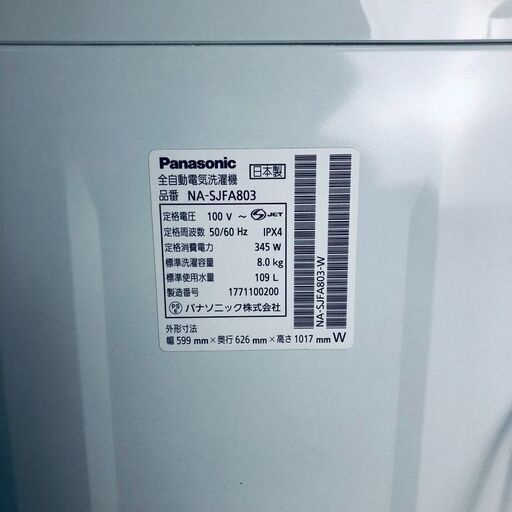 Panasonic
全自動電気洗濯機 日本製
品番 NA-SJFA803
定格電圧 100 V ~ S JET
定格周波数 50/60 Hz IPX4
定格消費電力 345 W
標準洗濯容量 8.0 kg
標準使用水量 109 L
製造番号 1771100200
PS E パナソニック株式会社
外形寸法
幅 599 mm×奥行 626 mm×高さ 1017 mm W
NA-SJFA803-W